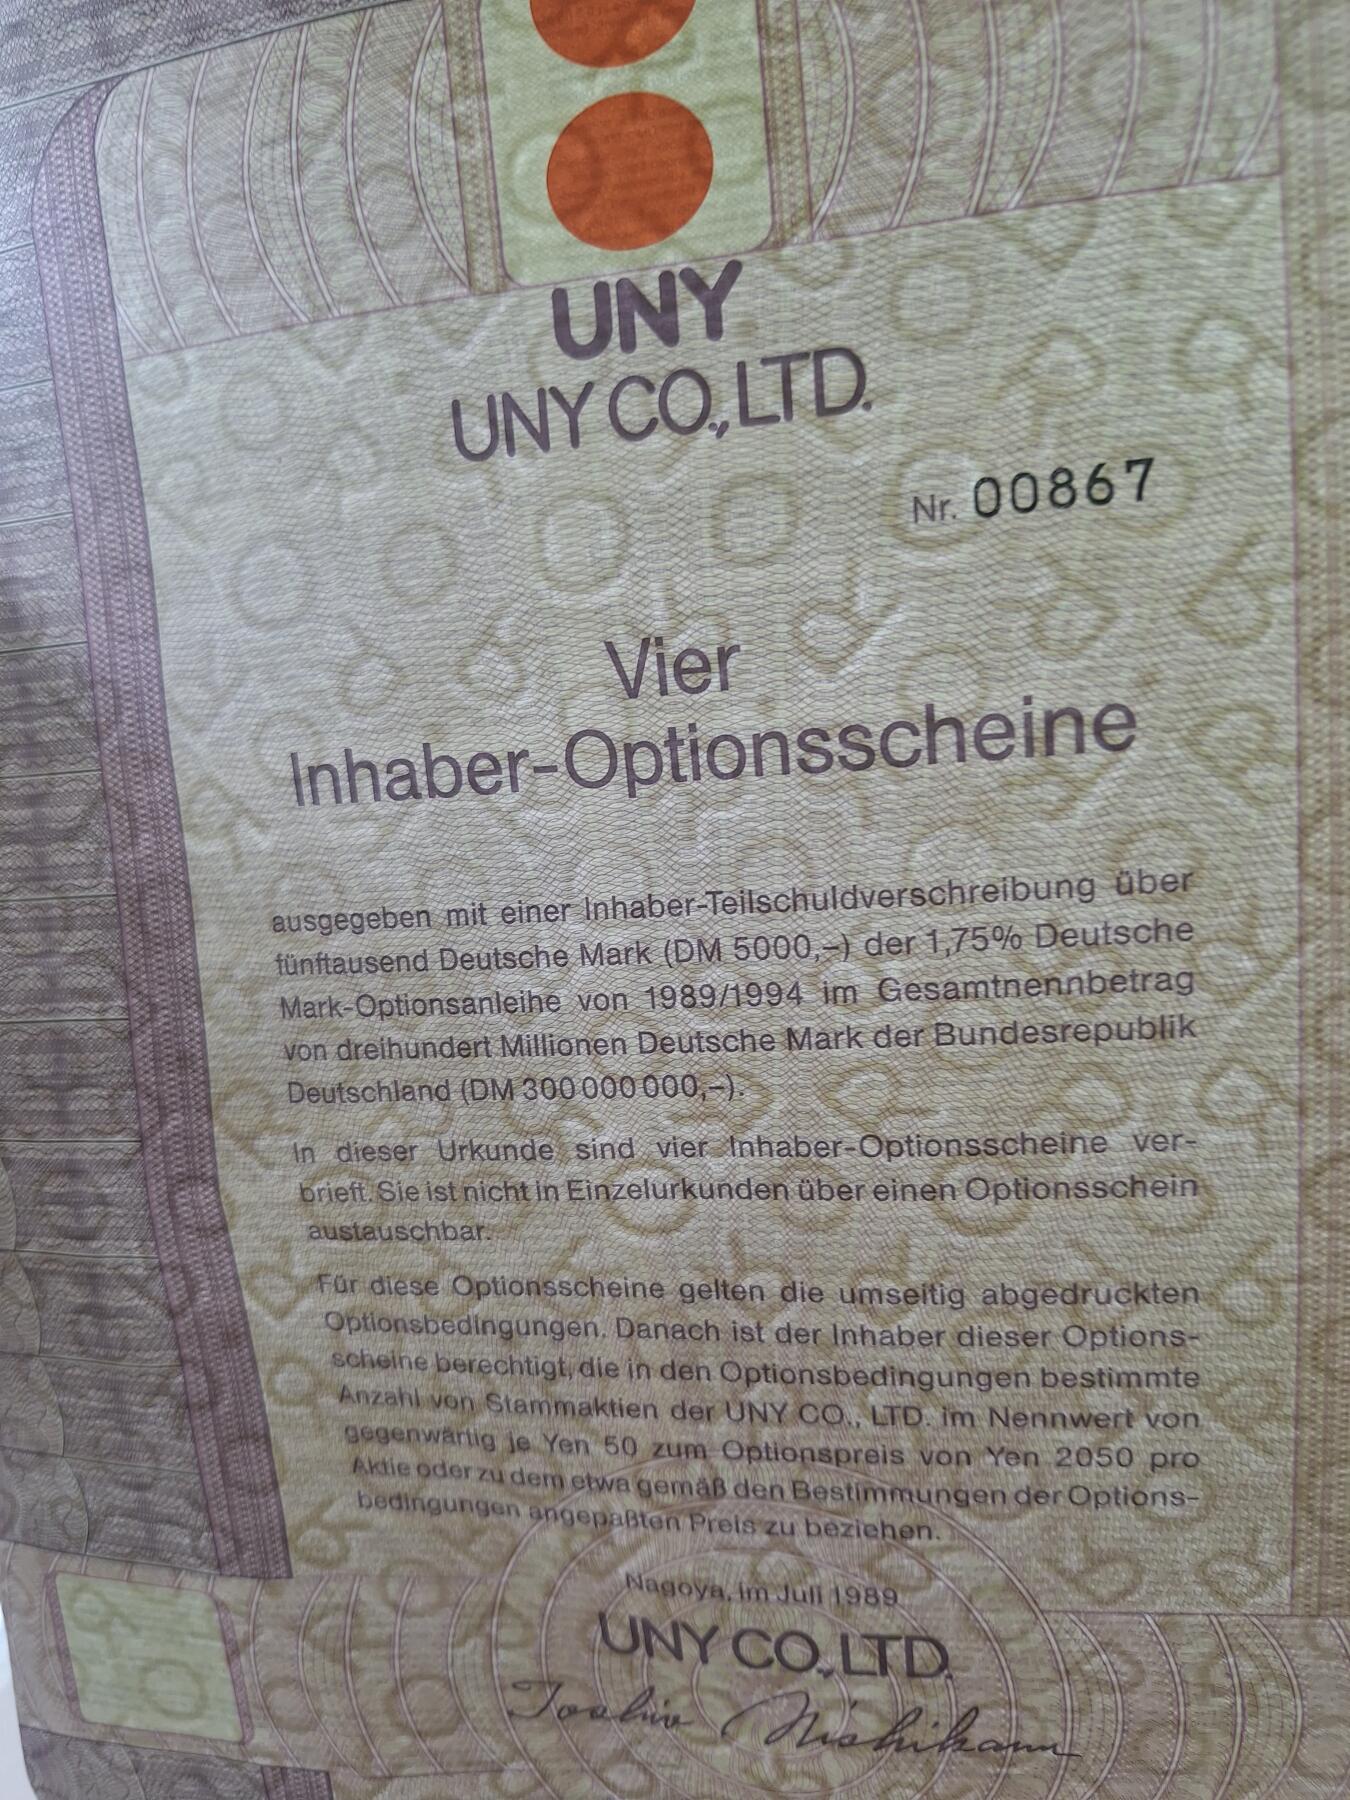 UNY
UNY CO., LTD.
Nr. 00867
Vier
Inhaber-Optionsscheine
ausgegeben mit einer Inhaber-Teilschuldverschreibung über
fünftausend Deutsche Mark (DM 5000,–) der 1,75% Deutsche
Mark-Optionsanleihe von 1989/1994 im Gesamtnennbetrag
von dreihundert Millionen Deutsche Mark der Bundesrepublik
Deutschland (DM 300 000 000,–).
In dieser Urkunde sind vier Inhaber-Optionsscheine ver-
brieft. Sie ist nicht in Einzelurkunden über einen Optionsschein
austauschbar.
Für diese Optionsscheine gelten die umseitig abgedruckten
Optionsbedingungen. Danach ist der Inhaber dieser Options-
scheine berechtigt, die in den Optionsbedingungen bestimmte
Anzahl von Stammaktien der UNY CO., LTD. im Nennwert von
gegenwärtig je Yen 50 zum Optionspreis von Yen 2050 pro
Aktie oder zu dem etwa gemäß den Bestimmungen der Options-
bedingungen angepaßten Preis zu beziehen.
Nagoya, im Juli 1989
UNY CO., LTD.
Toshio Nishikawa